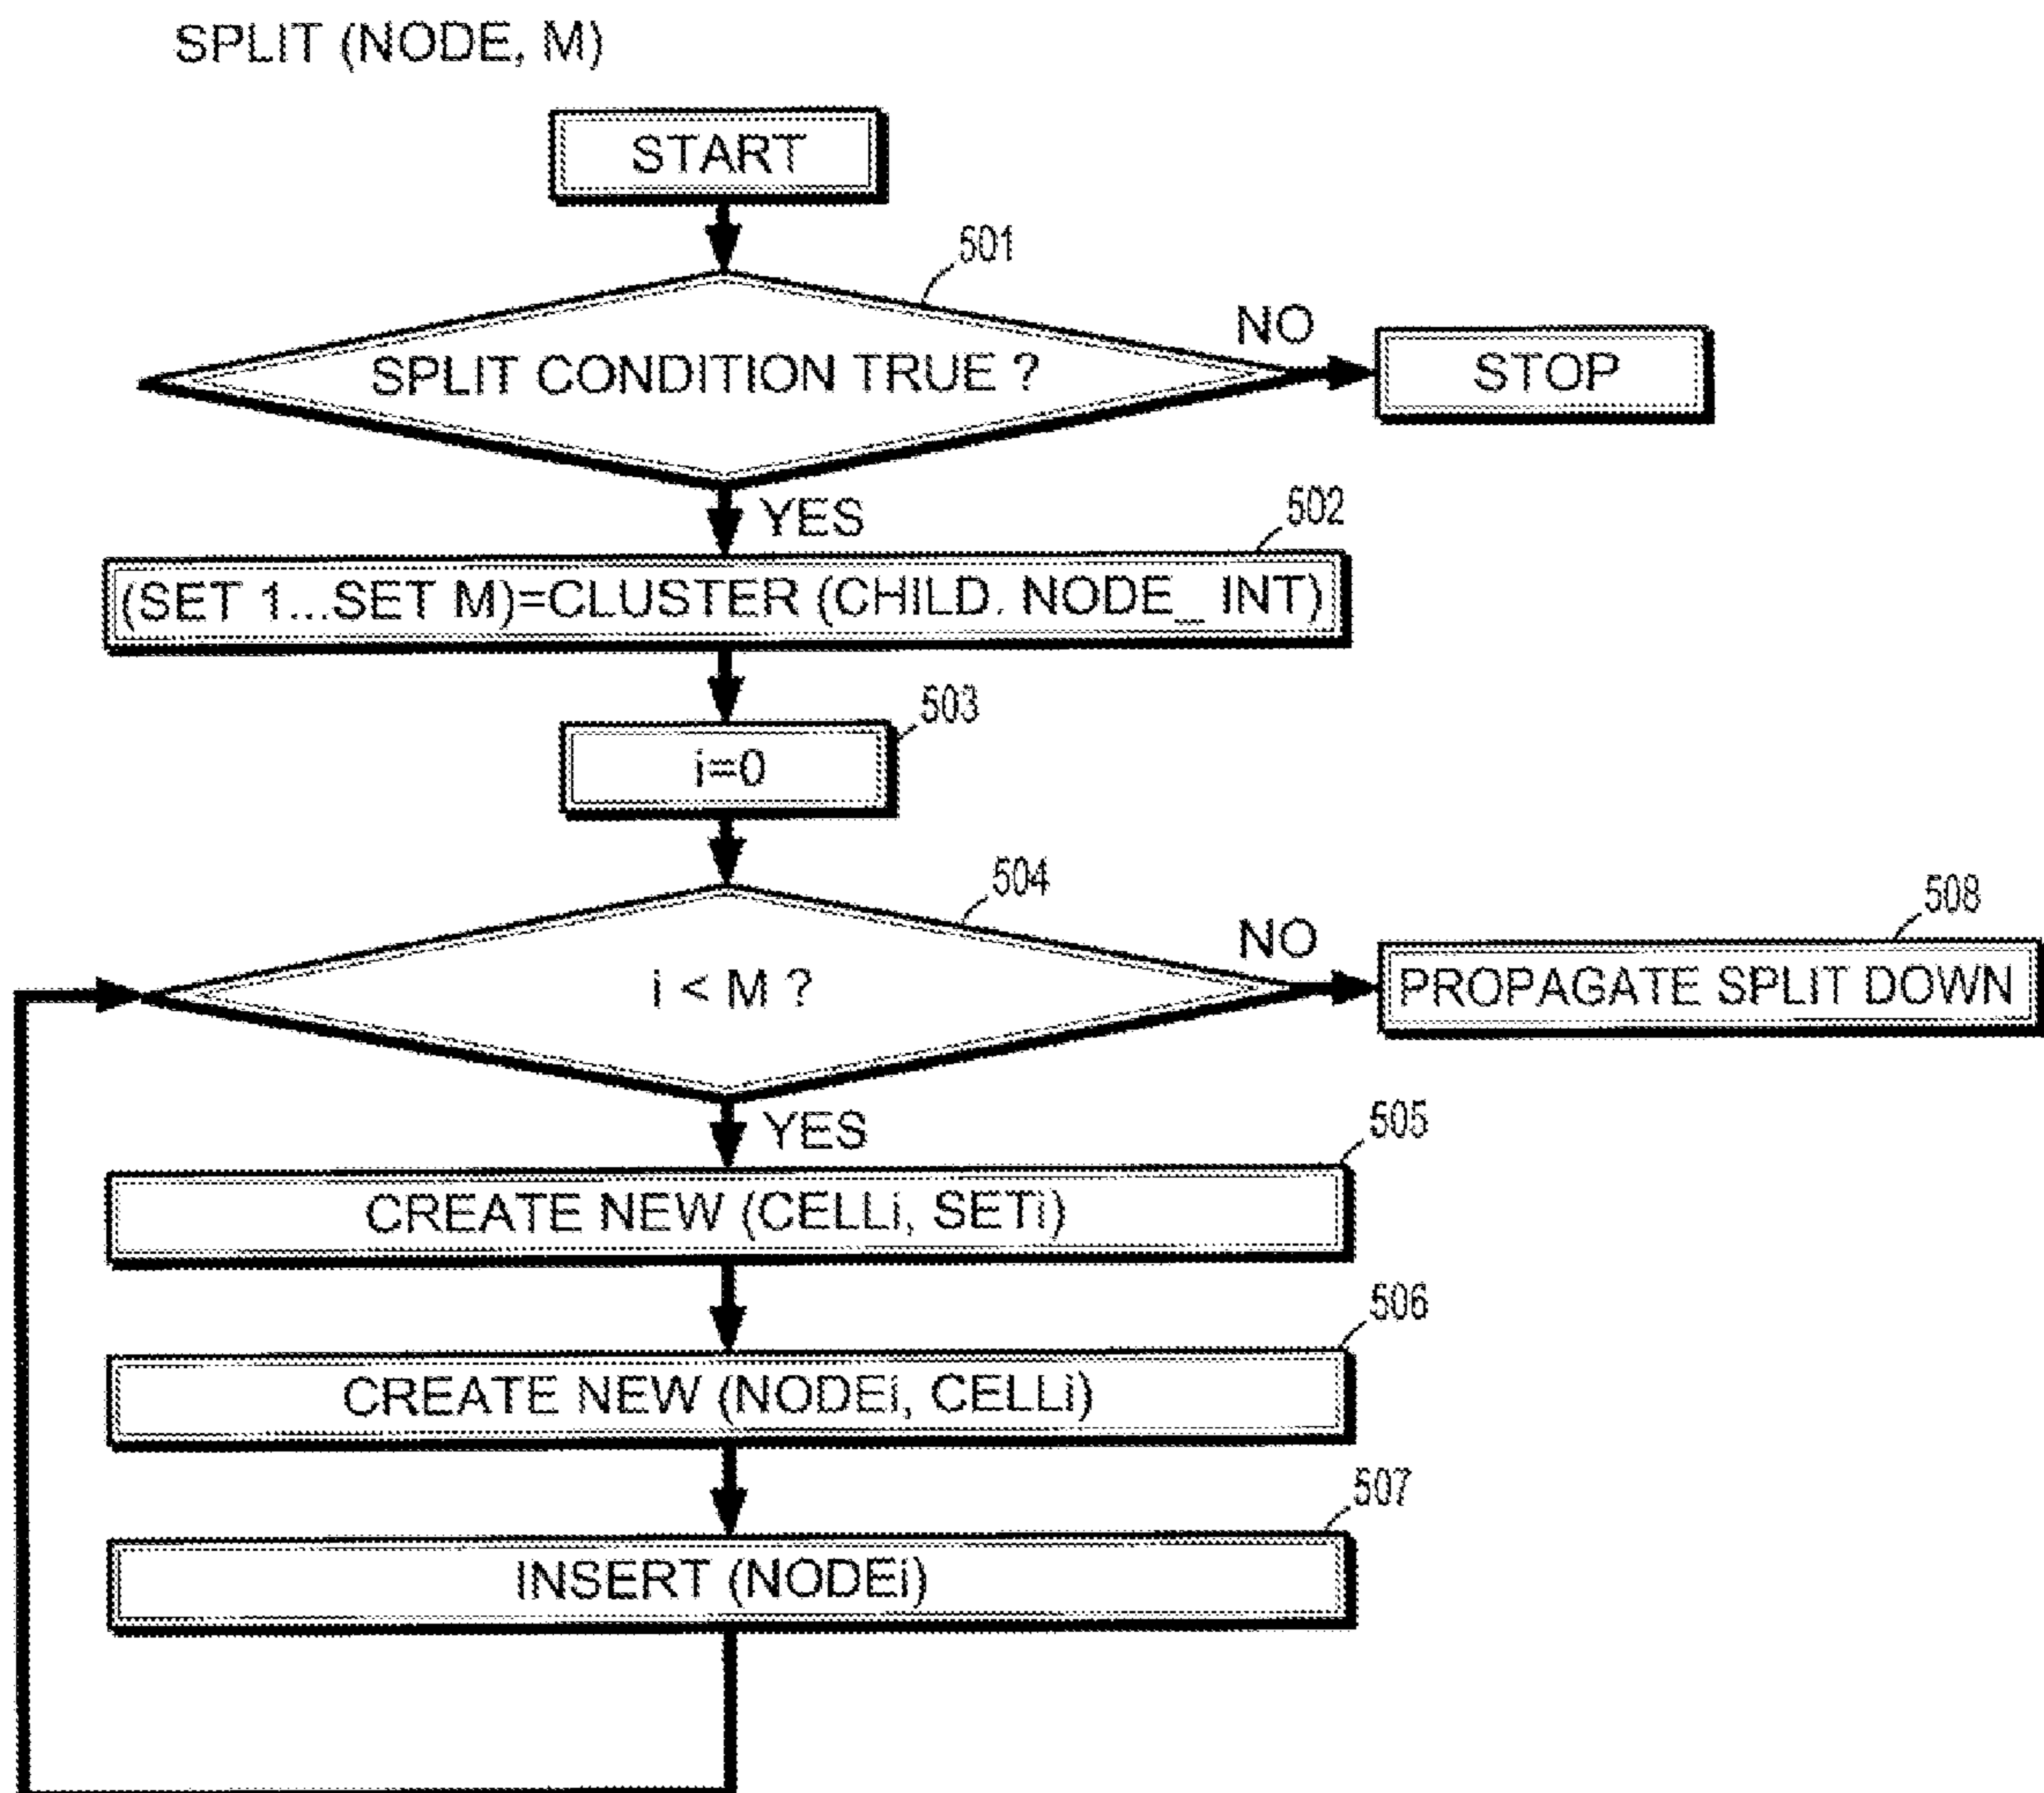 SPLIT (NODE, M)
START
501
SPLIT CONDITION TRUE ?
NO
STOP
YES
502
(SET 1...SET M)=CLUSTER (CHILD. NODE_ INT)
503
i=0
504
i < M ?
NO
508
PROPAGATE SPLIT DOWN
YES
505
CREATE NEW (CELLi, SETi)
506
CREATE NEW (NODEi, CELLi)
507
INSERT (NODEi)